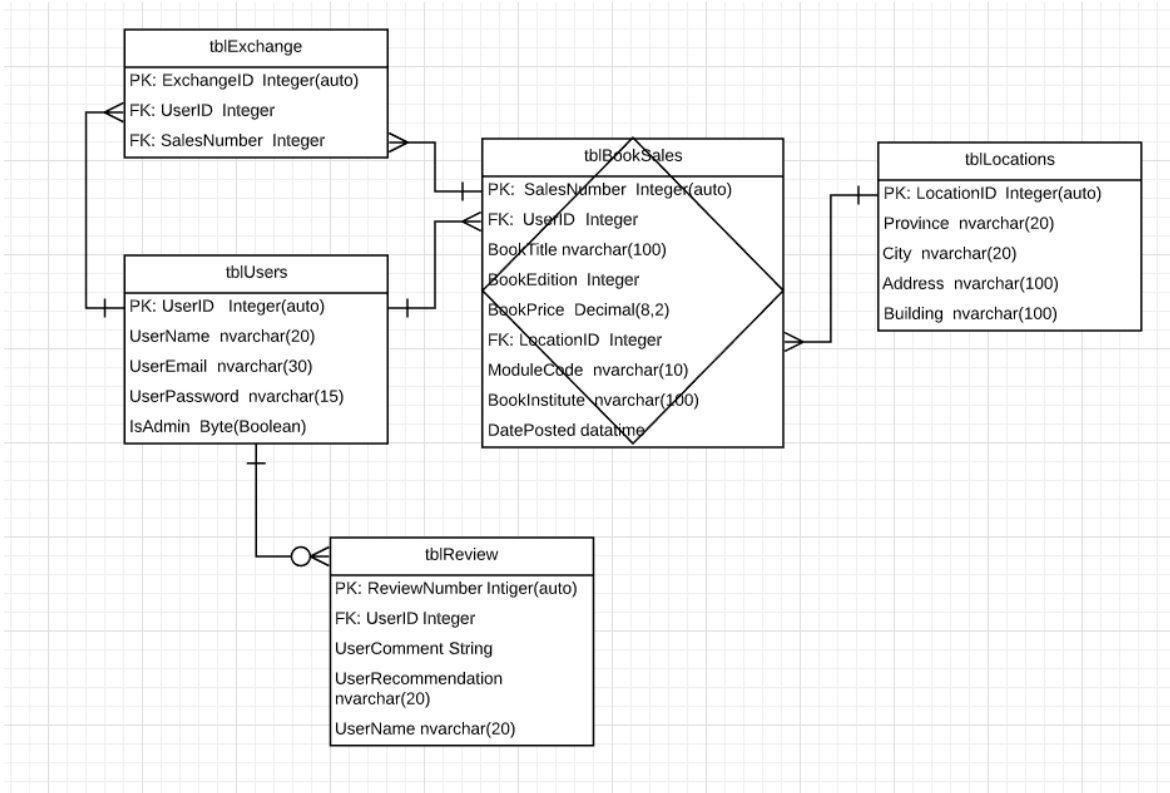 tblExchange
PK: ExchangeID Integer(auto)
FK: UserID Integer
FK: SalesNumber Integer
tblUsers
PK: UserID Integer(auto)
UserName nvarchar(20)
UserEmail nvarchar(30)
UserPassword nvarchar(15)
IsAdmin Byte(Boolean)
tblBookSales
PK: SalesNumber Integer(auto)
FK: UserID Integer
BookTitle nvarchar(100)
BookEdition Integer
BookPrice Decimal(8,2)
FK: LocationID Integer
ModuleCode nvarchar(10)
BookInstitute nvarchar(100)
DatePosted datatime
tblLocations
PK: LocationID Integer(auto)
Province nvarchar(20)
City nvarchar(20)
Address nvarchar(100)
Building nvarchar(100)
tblReview
PK: ReviewNumber Intiger(auto)
FK: UserID Integer
UserComment String
UserRecommendation
nvarchar(20)
UserName nvarchar(20)